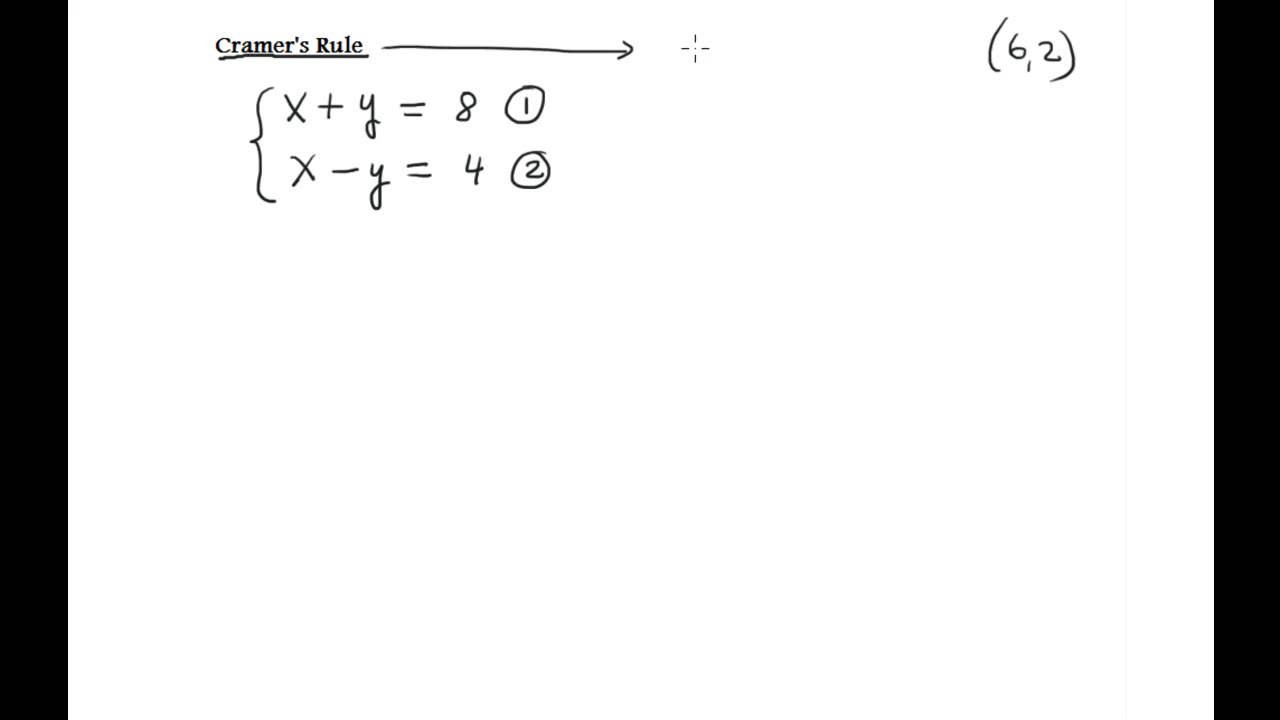 Cramer's Rule → (6,2)
x + y = 8 ①
x - y = 4 ②